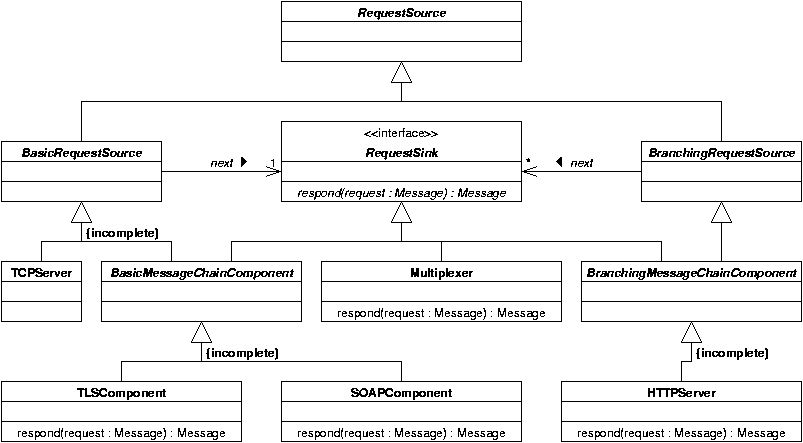 RequestSource
<<interface>>
BasicRequestSource
next
1
RequestSink
*
next
BranchingRequestSource
respond(request : Message) : Message
{incomplete}
TCPServer
BasicMessageChainComponent
Multiplexer
BranchingMessageChainComponent
respond(request : Message) : Message
{incomplete}
{incomplete}
TLSComponent
SOAPComponent
HTTPServer
respond(request : Message) : Message
respond(request : Message) : Message
respond(request : Message) : Message